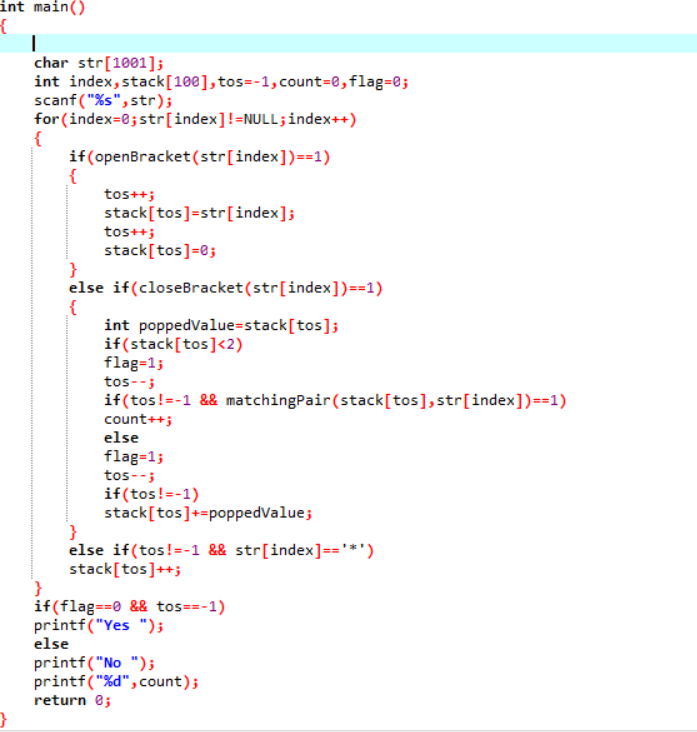 int main()
{
char str[1001];
int index,stack[100],tos=-1,count=0,flag=0;
scanf("%s",str);
for(index=0;str[index]!=NULL;index++)
{
if(openBracket(str[index])==1)
{
tos++;
stack[tos]=str[index];
tos++;
stack[tos]=0;
}
else if(closeBracket(str[index])==1)
{
int poppedValue=stack[tos];
if(stack[tos]<2)
flag=1;
tos--;
if(tos!=-1 && matchingPair(stack[tos],str[index])==1)
count++;
else
flag=1;
tos--;
if(tos!=-1)
stack[tos]+=poppedValue;
}
else if(tos!=-1 && str[index]=='*')
stack[tos]++;
}
if(flag==0 && tos==-1)
printf("Yes ");
else
printf("No ");
printf("%d",count);
return 0;
}